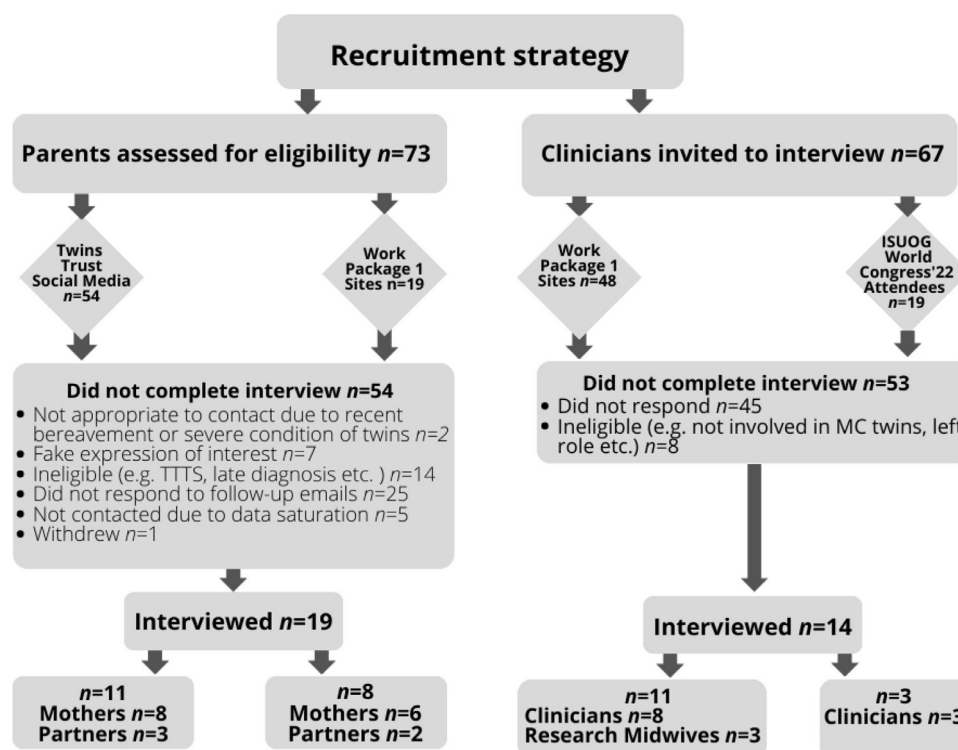 Recruitment strategy
Parents assessed for eligibility n=73
Clinicians invited to interview n=67
Twins
Trust
Social Media
n=54
Work
Package 1
Sites n=19
Work
Package 1
Sites n=48
ISUOG
World
Congress'22
Attendees
n=19
Did not complete interview n=54
• Not appropriate to contact due to recent
bereavement or severe condition of twins n=2
• Fake expression of interest n=7
• Ineligible (e.g. TTTS, late diagnosis etc. ) n=14
• Did not respond to follow-up emails n=25
• Not contacted due to data saturation n=5
• Withdrew n=1
Did not complete interview n=53
• Did not respond n=45
• Ineligible (e.g. not involved in MC twins, left
role etc.) n=8
Interviewed n=19
Interviewed n=14
n=11
Mothers n=8
Partners n=3
n=8
Mothers n=6
Partners n=2
n=11
Clinicians n=8
Research Midwives n=3
n=3
Clinicians n=3